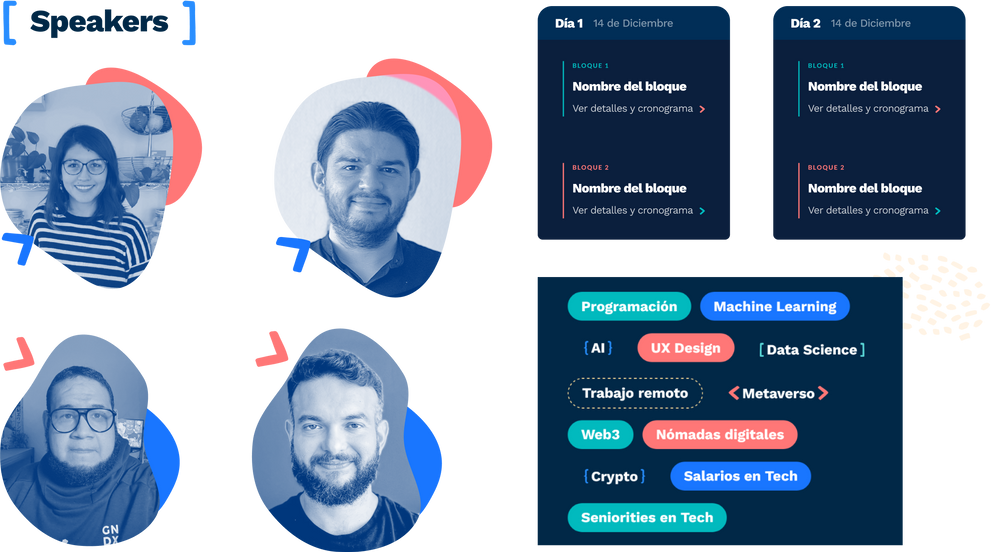 [ Speakers ]
GN
DX
Día 1 14 de Diciembre
BLOQUE 1
Nombre del bloque
Ver detalles y cronograma >
BLOQUE 2
Nombre del bloque
Ver detalles y cronograma >
Día 2 14 de Diciembre
BLOQUE 1
Nombre del bloque
Ver detalles y cronograma >
BLOQUE 2
Nombre del bloque
Ver detalles y cronograma >
Programación Machine Learning
{ AI } UX Design [ Data Science ]
Trabajo remoto < Metaverso >
Web3 Nómadas digitales
{ Crypto } Salarios en Tech
Seniorities en Tech